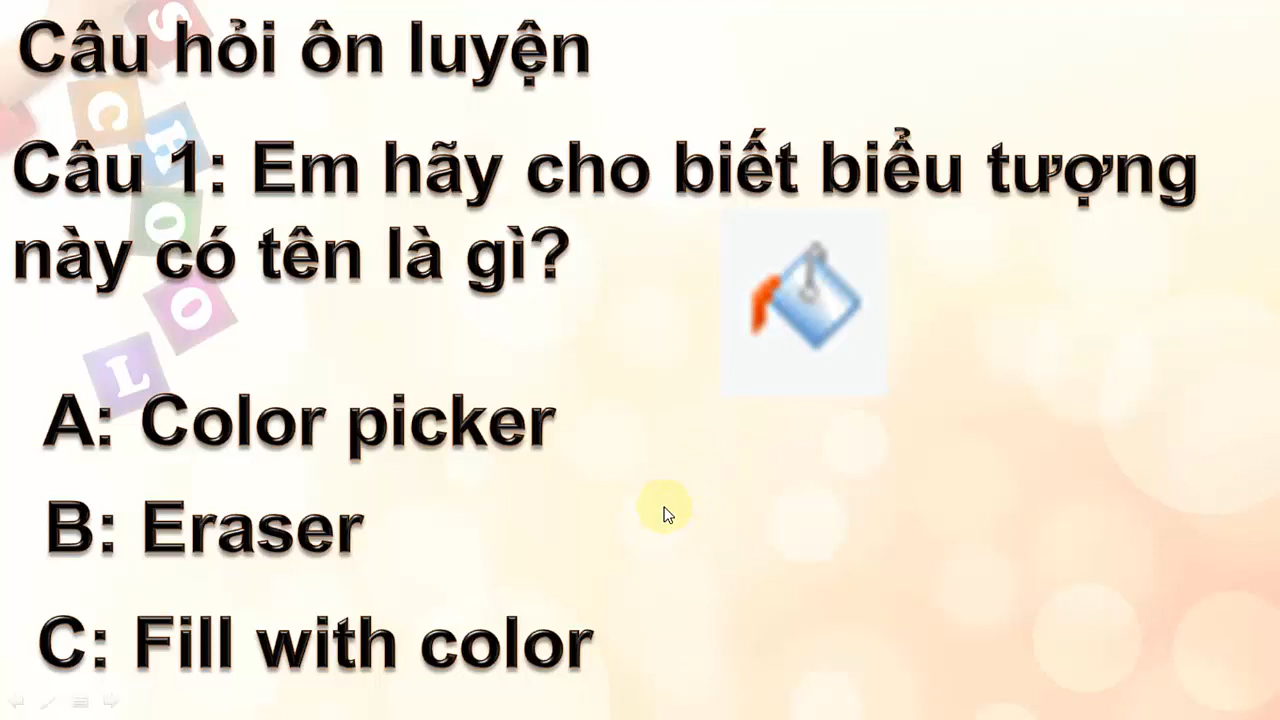 Câu hỏi ôn luyện
Câu 1: Em hãy cho biết biểu tượng
này có tên là gì?
A: Color picker
B: Eraser
C: Fill with color
S
C
E
O
O
L